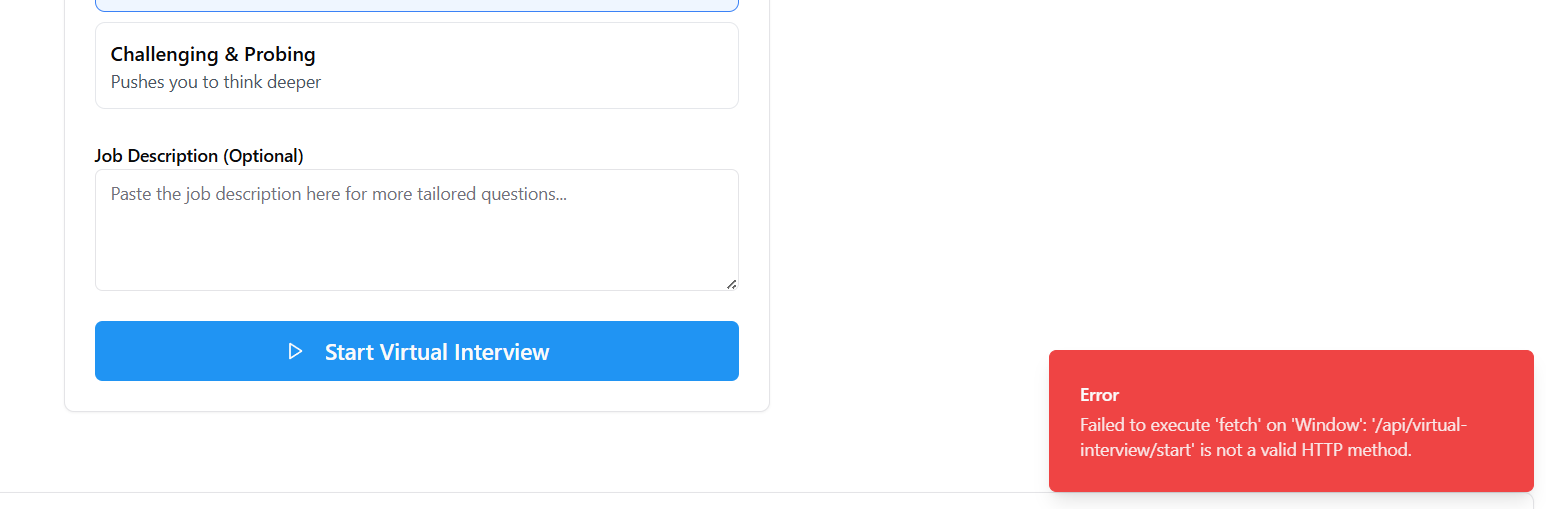 Challenging & Probing
Pushes you to think deeper
Job Description (Optional)
Paste the job description here for more tailored questions...
Start Virtual Interview
Error
Failed to execute 'fetch' on 'Window': '/api/virtual-
interview/start' is not a valid HTTP method.